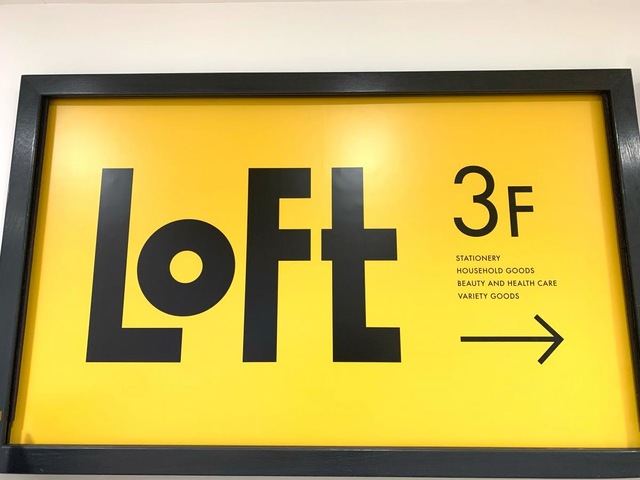 LoFt
3F
STATIONERY
HOUSEHOLD GOODS
BEAUTY AND HEALTH CARE
VARIETY GOODS